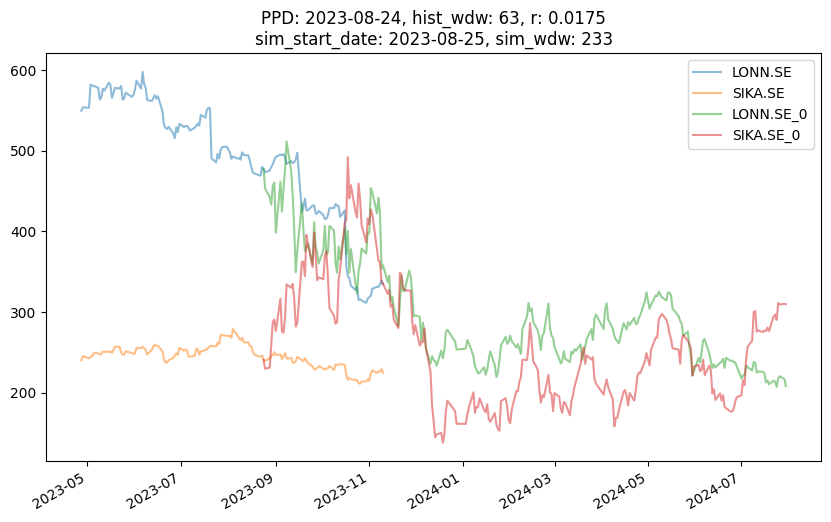 PPD: 2023-08-24, hist_wdw: 63, r: 0.0175
sim_start_date: 2023-08-25, sim_wdw: 233
LONN.SE
SIKA.SE
LONN.SE_0
SIKA.SE_0
600
500
400
300
200
2023-05
2023-07
2023-09
2023-11
2024-01
2024-03
2024-05
2024-07